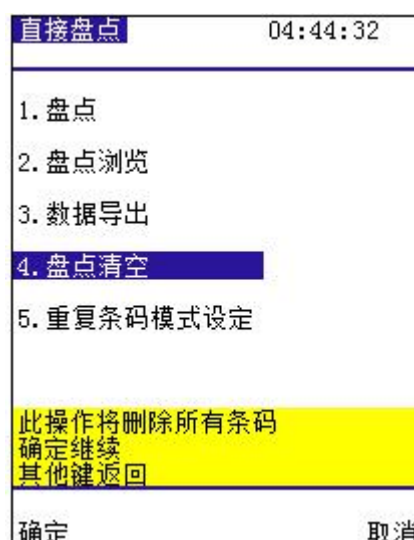 直接盘点 04:44:32
1.盘点
2.盘点浏览
3.数据导出
4.盘点清空
5.重复条码模式设定
此操作将删除所有条码
确定继续
其他键返回
确定 取消